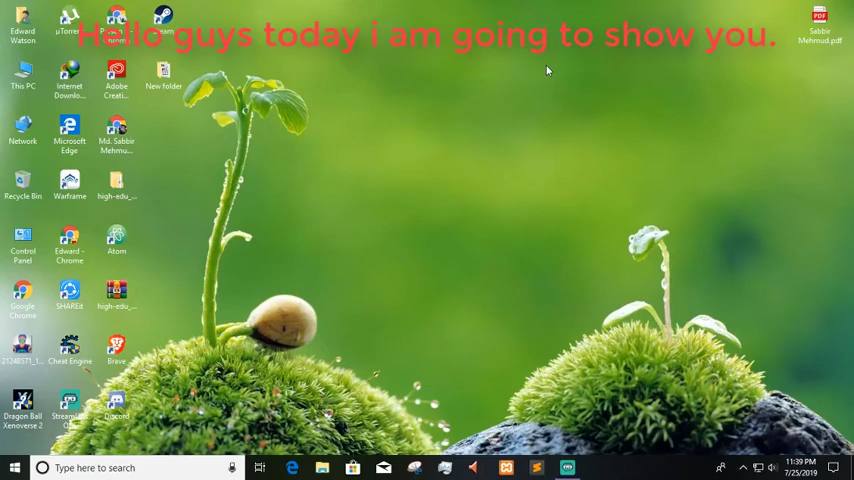 Hello guys today i am going to show you.
Edward
Watson
μTorrent
Steam
Sabbir
Mehmud.pdf
This PC
Internet
Downlo...
Adobe
Creati...
New folder
Network
Microsoft
Edge
Md. Sabbir
Mehmu...
Recycle Bin
Warframe
high-edu_...
Control
Panel
Edward -
Chrome
Atom
Google
Chrome
SHAREit
high-edu_...
21248571_1...
Cheat Engine
Brave
Dragon Ball
Xenoverse 2
Discord
Type here to search
11:39 PM
7/25/2019